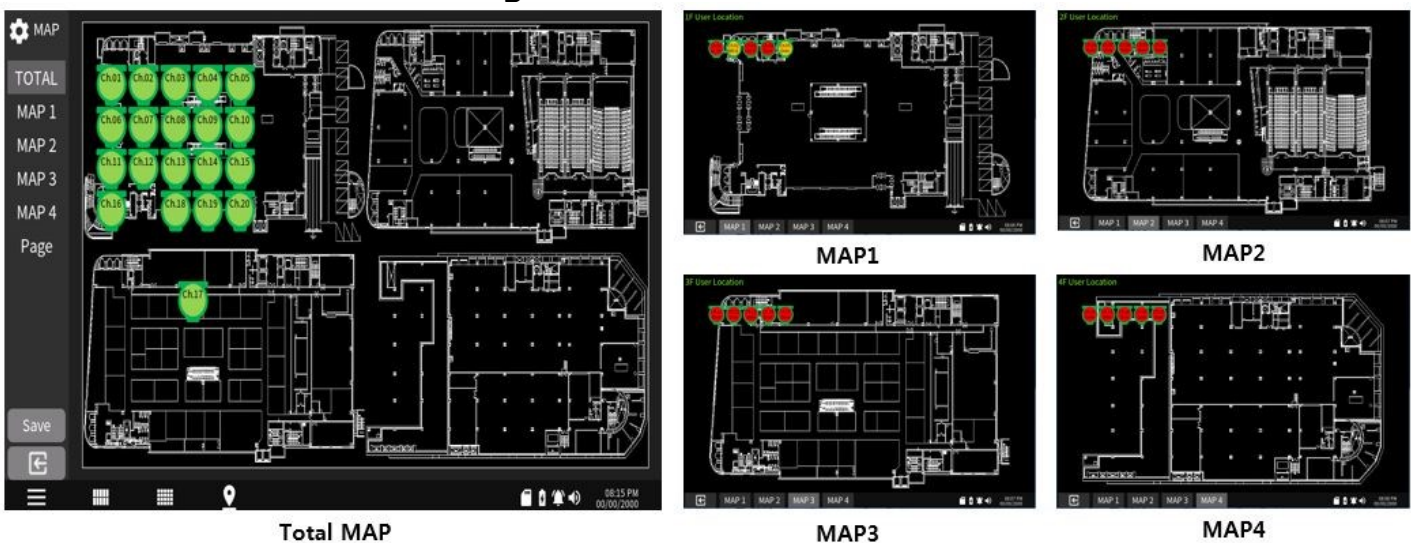 MAP
TOTAL
MAP 1
MAP 2
MAP 3
MAP 4
Page
Save
Ch.01 Ch.02 Ch.03 Ch.04 Ch.05
Ch.06 Ch.07 Ch.08 Ch.09 Ch.10
Ch.11 Ch.12 Ch.13 Ch.14 Ch.15
Ch.16 Ch.18 Ch.19 Ch.20
Ch.17
08:15 PM
00/00/2000
Total MAP
1F User Location
MAP 1 MAP 2 MAP 3 MAP 4
MAP1
2F User Location
MAP 1 MAP 2 MAP 3 MAP 4
MAP2
3F User Location
MAP 1 MAP 2 MAP 3 MAP 4
MAP3
4F User Location
MAP 1 MAP 2 MAP 3 MAP 4
MAP4